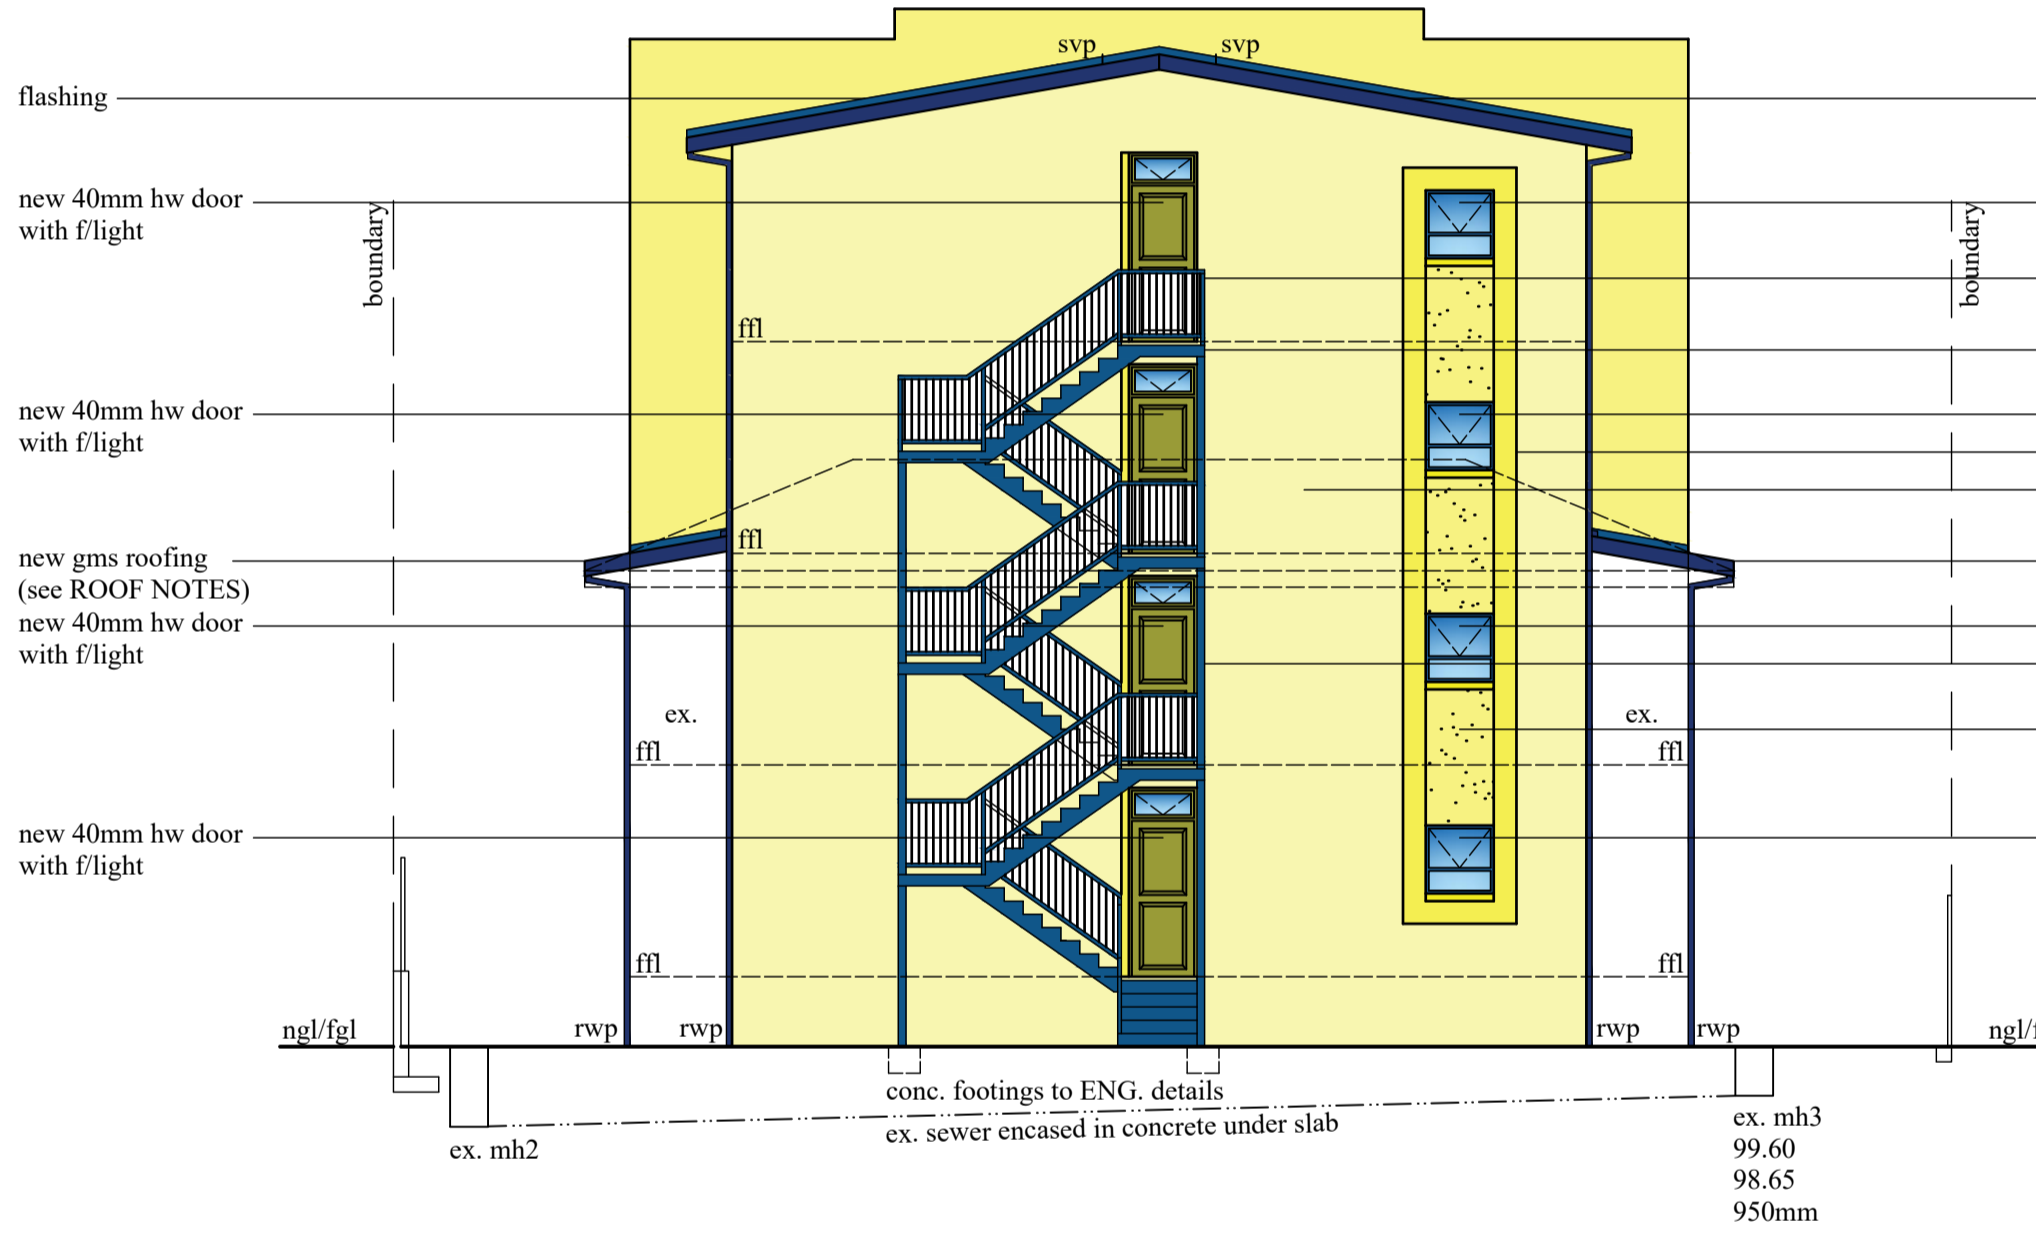 svp
svp
flashing
new 40mm hw door
with f/light
boundary
boundary
ffl
new 40mm hw door
with f/light
ffl
new gms roofing
(see ROOF NOTES)
new 40mm hw door
with f/light
ex.
ex.
ffl
ffl
new 40mm hw door
with f/light
ffl
ffl
ngl/fgl
rwp
rwp
rwp
rwp
ngl/
conc. footings to ENG. details
ex. sewer encased in concrete under slab
ex. mh2
ex. mh3
99.60
98.65
950mm